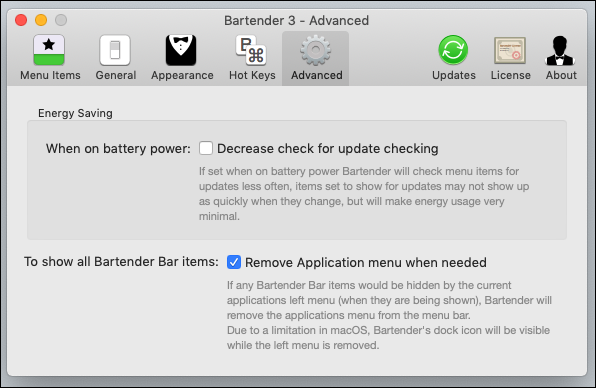 Bartender 3 - Advanced
Menu Items General Appearance Hot Keys Advanced Updates License About
Energy Saving
When on battery power: Decrease check for update checking
If set when on battery power Bartender will check menu items for
updates less often, items set to show for updates may not show up
as quickly when they change, but will make energy usage very
minimal.
To show all Bartender Bar items: Remove Application menu when needed
If any Bartender Bar items would be hidden by the current
applications left menu (when they are being shown), Bartender will
remove the applications menu from the menu bar.
Due to a limitation in macOS, Bartender's dock icon will be visible
while the left menu is removed.